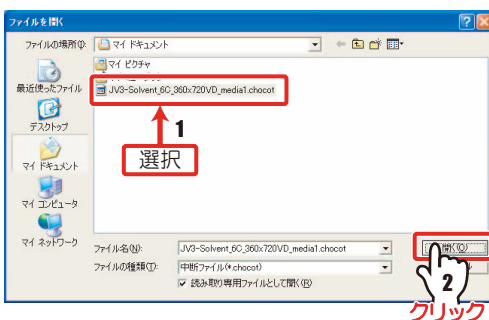 ファイルを開く
ファイルの場所(I):
マイ ドキュメント
最近使ったファイル
デスクトップ
マイ ドキュメント
マイ コンピュータ
マイ ネットワーク
マイ ピクチャ
JV3-Solvent_6C_360x720VD_media1.chocot
1
選択
ファイル名(N):
JV3-Solvent_6C_360x720VD_media1.chocot
開く(O)
ファイルの種類(T):
中断ファイル(*.chocot)
読み取り専用ファイルとして開く(R)
2
クリック